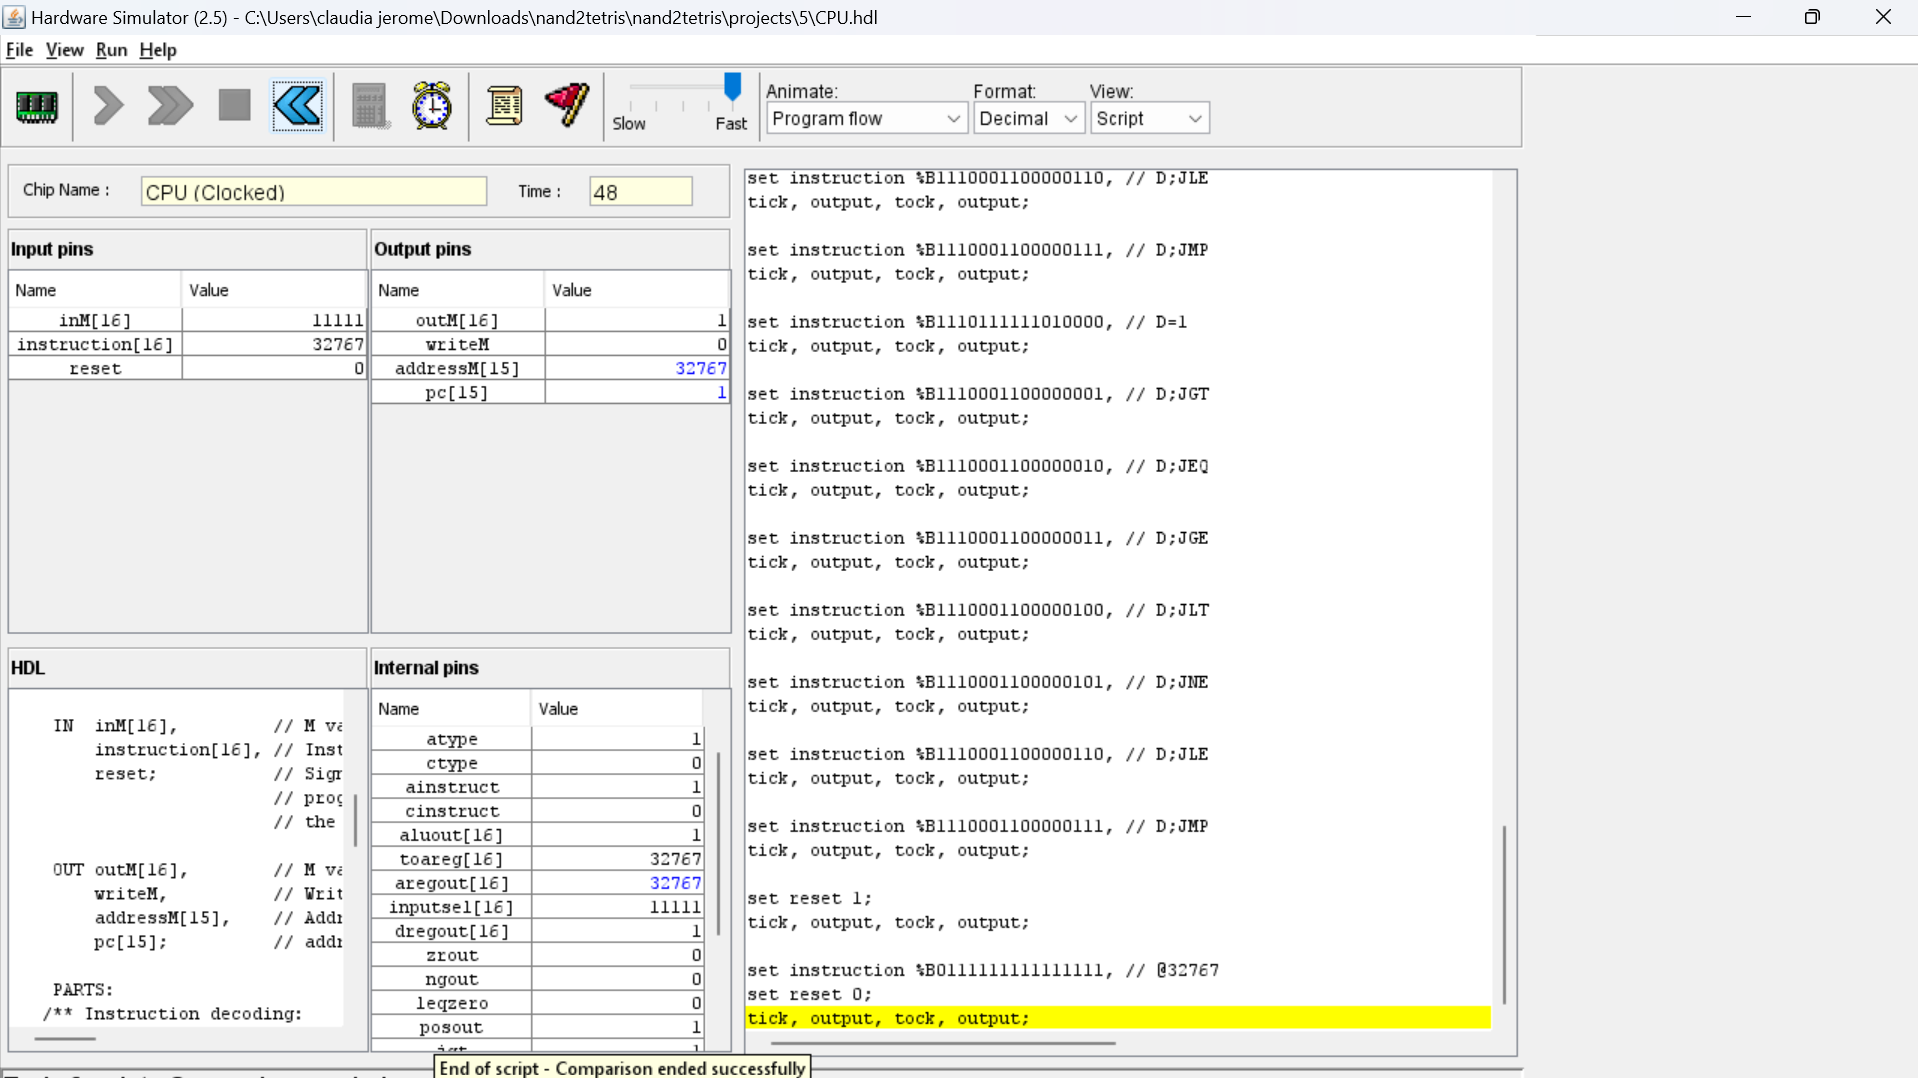 Hardware Simulator (2.5) - C:\Users\claudia jerome\Downloads\nand2tetris\nand2tetris\projects\5\CPU.hdl
File View Run Help
Slow Fast
Animate:
Program flow
Format:
Decimal
View:
Script
Chip Name :
CPU (Clocked)
Time :
48
Input pins
Name Value
inM[16] 11111
instruction[16] 32767
reset 0
Output pins
Name Value
outM[16] 1
writeM 0
addressM[15] 32767
pc[15] 1
HDL
IN inM[16], // M va
instruction[16], // Inst
reset; // Sigr
// prog
// the
OUT outM[16], // M va
writeM, // Writ
addressM[15], // Addr
pc[15]; // addr
PARTS:
/** Instruction decoding:
Internal pins
Name Value
atype 1
ctype 0
ainstruct 1
cinstruct 0
aluout[16] 1
toareg[16] 32767
aregout[16] 32767
inputsel[16] 11111
dregout[16] 1
zrout 0
ngout 0
leqzero 0
posout 1
set instruction %B1110001100000110, // D;JLE
tick, output, tock, output;
set instruction %B1110001100000111, // D;JMP
tick, output, tock, output;
set instruction %B1110111111010000, // D=1
tick, output, tock, output;
set instruction %B1110001100000001, // D;JGT
tick, output, tock, output;
set instruction %B1110001100000010, // D;JEQ
tick, output, tock, output;
set instruction %B1110001100000011, // D;JGE
tick, output, tock, output;
set instruction %B1110001100000100, // D;JLT
tick, output, tock, output;
set instruction %B1110001100000101, // D;JNE
tick, output, tock, output;
set instruction %B1110001100000110, // D;JLE
tick, output, tock, output;
set instruction %B1110001100000111, // D;JMP
tick, output, tock, output;
set reset 1;
tick, output, tock, output;
set instruction %B0111111111111111, // @32767
set reset 0;
tick, output, tock, output;
End of script - Comparison ended successfully